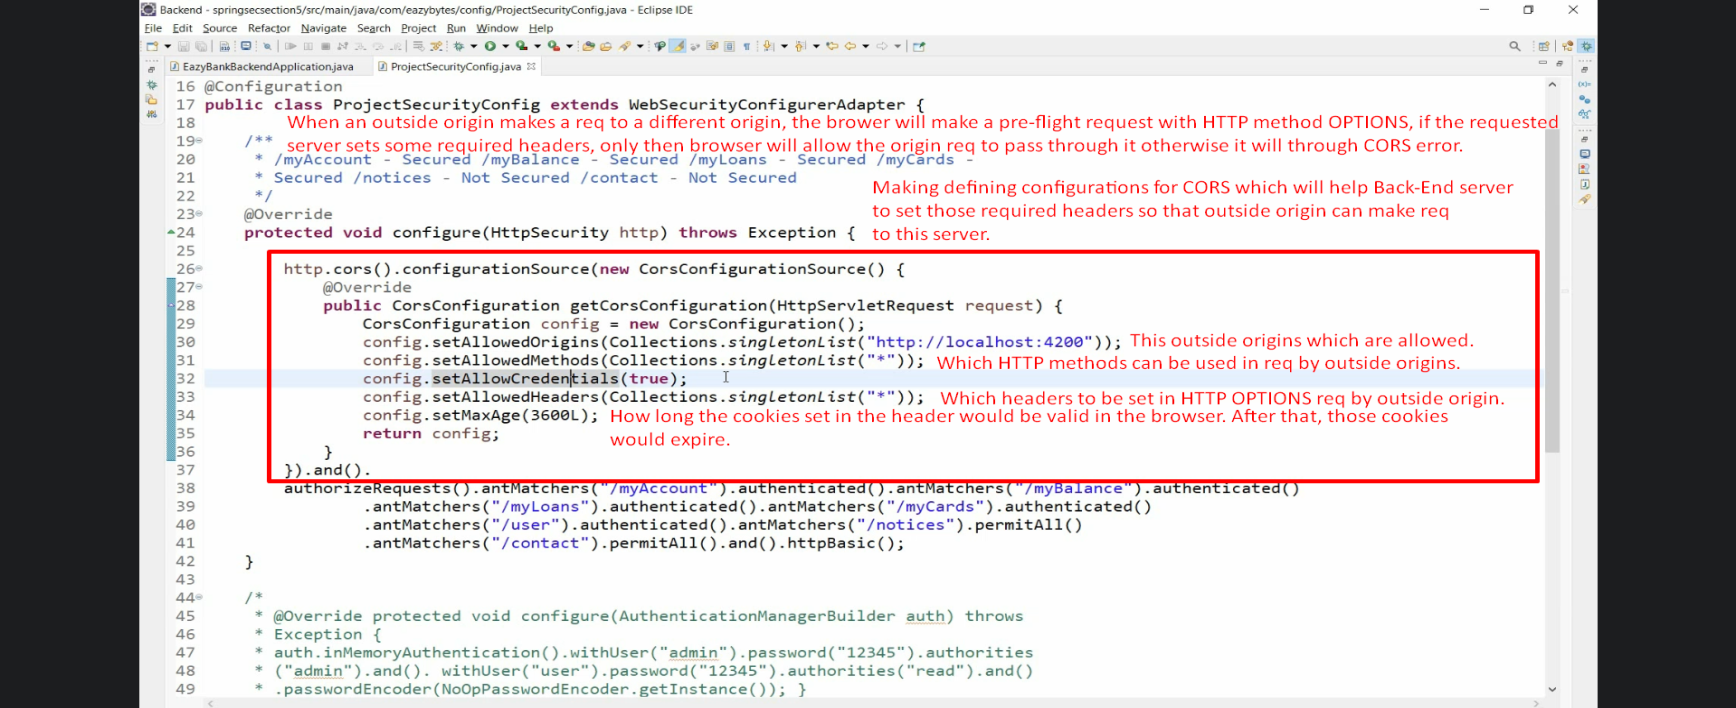 Backend - springsecsection5/src/main/java/com/eazybytes/config/ProjectSecurityConfig.java - Eclipse IDE
File Edit Source Refactor Navigate Search Project Run Window Help
EazyBankBackendApplication.java ProjectSecurityConfig.java
16 @Configuration
17 public class ProjectSecurityConfig extends WebSecurityConfigurerAdapter {
When an outside origin makes a req to a different origin, the brower will make a pre-flight request with HTTP method OPTIONS, if the requested
18
19 /**
server sets some required headers, only then browser will allow the origin req to pass through it otherwise it will through CORS error.
20 * /myAccount - Secured /myBalance - Secured /myLoans - Secured /myCards -
21 * Secured /notices - Not Secured /contact - Not Secured
22 */
Making defining configurations for CORS which will help Back-End server
to set those required headers so that outside origin can make req
to this server.
23 @Override
24 protected void configure(HttpSecurity http) throws Exception {
25
26 http.cors().configurationSource(new CorsConfigurationSource() {
27 @Override
28 public CorsConfiguration getCorsConfiguration(HttpServletRequest request) {
29 CorsConfiguration config = new CorsConfiguration();
30 config.setAllowedOrigins(Collections.singletonList("http://localhost:4200")); This outside origins which are allowed.
31 config.setAllowedMethods(Collections.singletonList("*")); Which HTTP methods can be used in req by outside origins.
32 config.setAllowCredentials(true);
33 config.setAllowedHeaders(Collections.singletonList("*")); Which headers to be set in HTTP OPTIONS req by outside origin.
34 config.setMaxAge(3600L); How long the cookies set in the header would be valid in the browser. After that, those cookies
would expire.
35 return config;
36 }
37 }).and().
38 authorizeRequests().antMatchers("/myAccount").authenticated().antMatchers("/myBalance").authenticated()
39 .antMatchers("/myLoans").authenticated().antMatchers("/myCards").authenticated()
40 .antMatchers("/user").authenticated().antMatchers("/notices").permitAll()
41 .antMatchers("/contact").permitAll().and().httpBasic();
42 }
43
44 /*
45 * @Override protected void configure(AuthenticationManagerBuilder auth) throws
46 * Exception {
47 * auth.inMemoryAuthentication().withUser("admin").password("12345").authorities
48 * ("admin").and(). withUser("user").password("12345").authorities("read").and()
49 * .passwordEncoder(NoOpPasswordEncoder.getInstance()); }